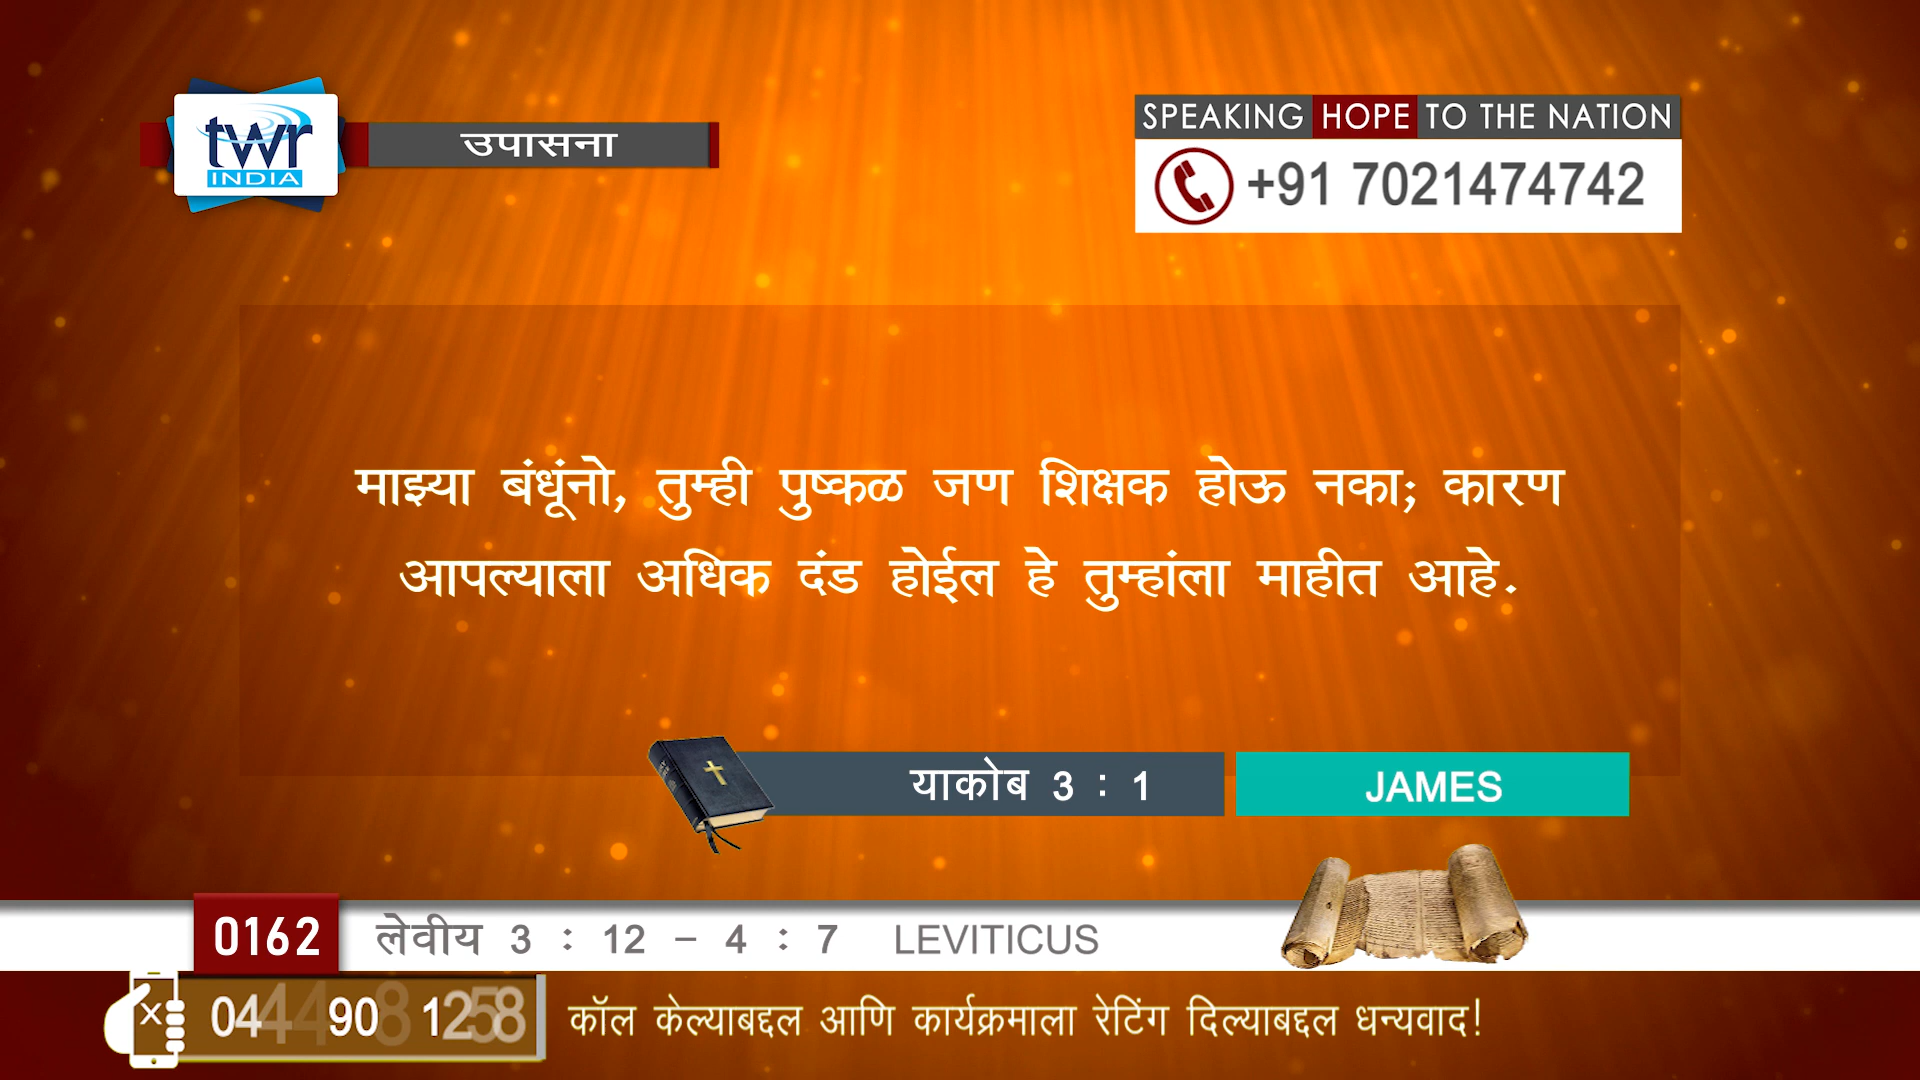 twr
INDIA
उपासना
SPEAKING HOPE TO THE NATION
+91 7021474742
माझ्या बंधूंनो, तुम्ही पुष्कळ जण शिक्षक होऊ नका; कारण
आपल्याला अधिक दंड होईल हे तुम्हांला माहीत आहे.
याकोब 3 : 1
JAMES
0162
लेवीय 3 : 12 – 4 : 7 LEVITICUS
04 90
कॉल केल्याबद्दल आणि कार्यक्रमाला रेटिंग दिल्याबद्दल धन्यवाद!